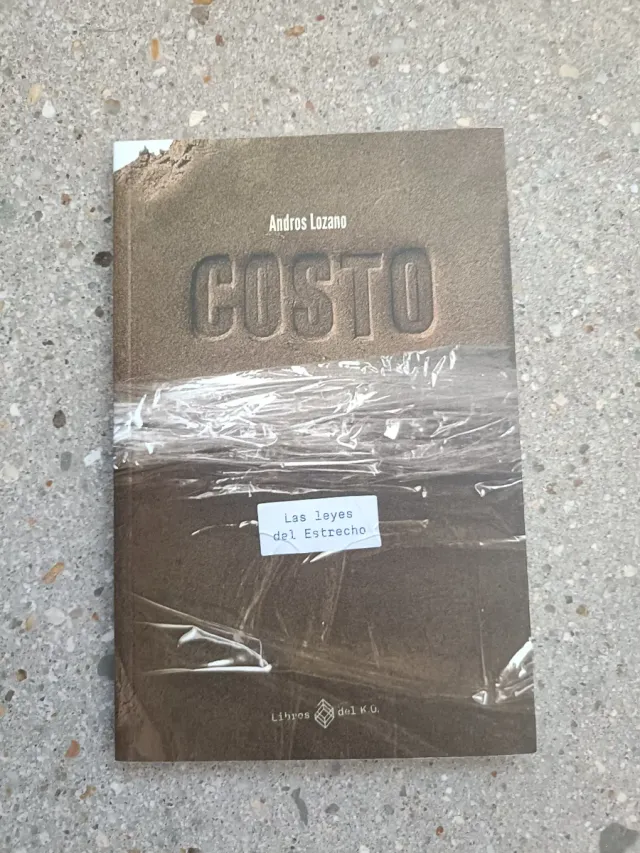 Andros Lozano
COSTO
Las leyes
del Estrecho
Libros del K.O.